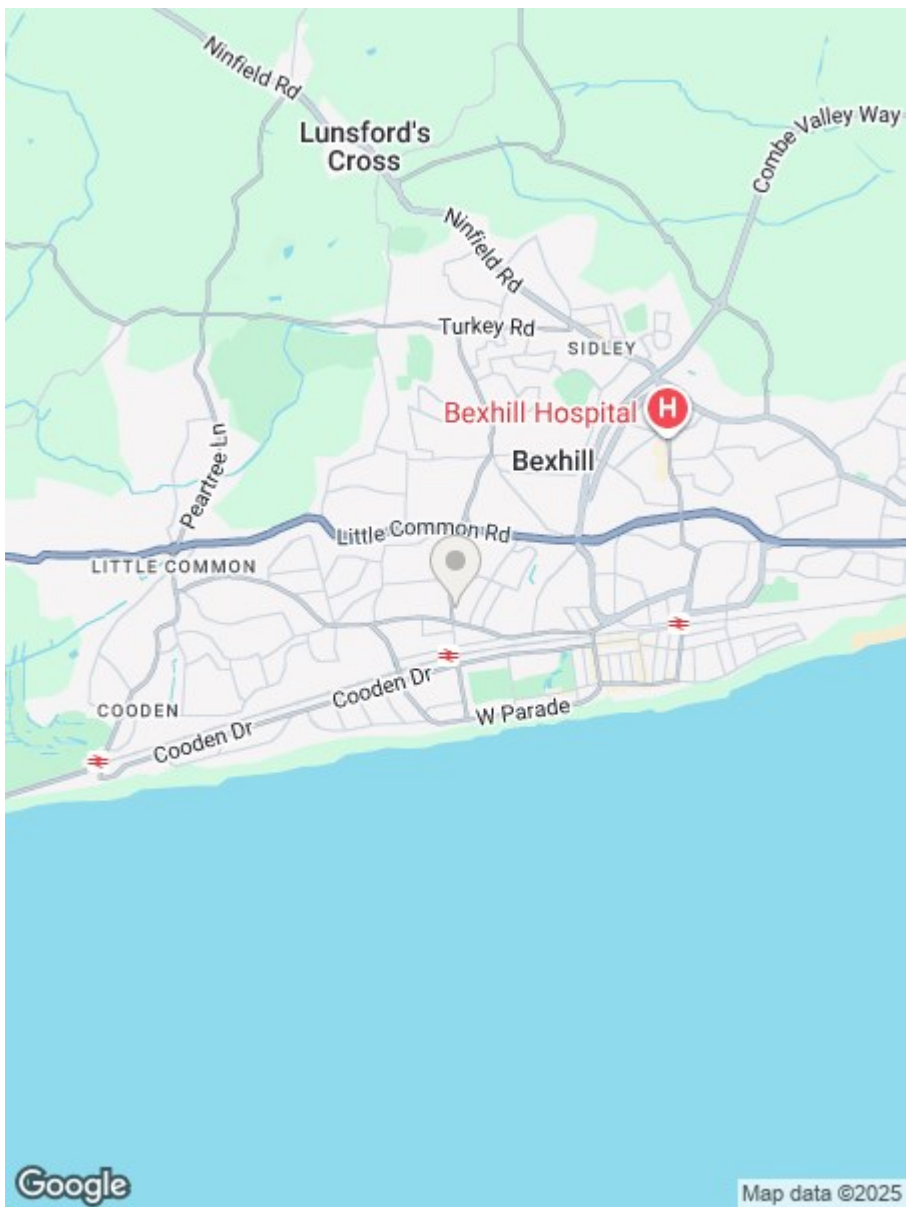 Ninfield Rd
Lunsford's
Cross
Combe Valley Way
Ninfield Rd
Turkey Rd
SIDLEY
Bexhill Hospital
H
Bexhill
Peartree Ln
Little Common Rd
LITTLE COMMON
Cooden Dr
COODEN
W Parade
Cooden Dr
Google
Map data ©2025